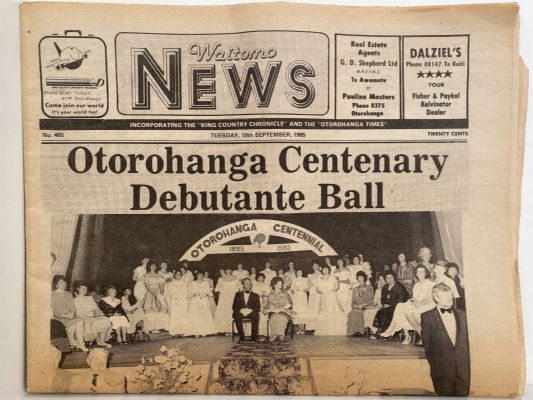 Phone 88141 Te Kuiti
8179 Otorohanga
Come join our world
It's your world too!
Waitomo
NEWS
Real Estate
Agents
G. D. Shepherd Ltd
M.R.E.I.N.Z.
Te Awamutu
or
Pauline Masters
Phone 8375
Otorohanga
DALZIEL'S
Phone 88147 Te Kuiti
★★★★
YOUR
Fisher & Paykel
Kelvinator
Dealer
INCORPORATING THE "KING COUNTRY CHRONICLE" AND THE "OTOROHANGA TIMES"
No. 465
TUESDAY, 10th SEPTEMBER, 1985
TWENTY CENTS
Otorohanga Centenary
Debutante Ball
OTOROHANGA CENTENNIAL
1885 1985